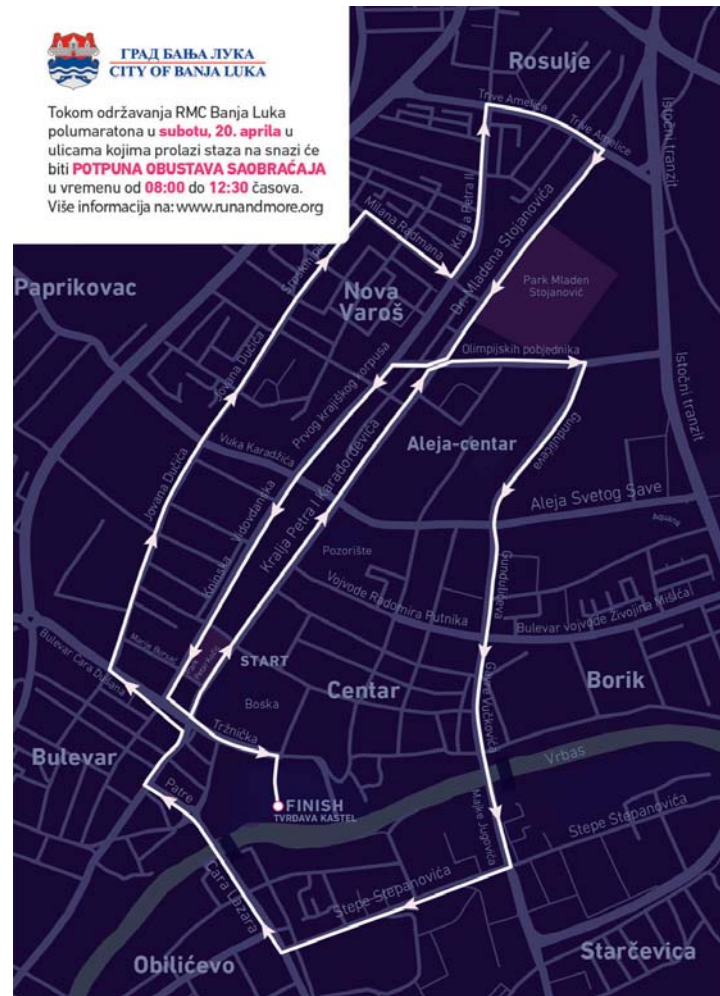 ГРАД БАЊА ЛУКА
CITY OF BANJA LUKA
Tokom održavanja RMC Banja Luka
polumaratona u subotu, 20. aprila u
ulicama kojima prolazi staza na snazi će
biti POTPUNA OBUSTAVA SAOBRAĆAJA
u vremenu od 08:00 do 12:30 časova.
Više informacija na: www.runandmore.org
Rosulje
Trive Amelice
Trive Amelice
Istočni tranzit
Milana Radmana
Kralja Petra II
Dr. Mladena Stojanovića
Park Mladen
Stojanović
Paprikovac
Nova
Varoš
Jovana Dučića
Prvog krajiškog korpusa
Olimpijskih pobjednika
Istočni tranzit
Gundulićeva
Vuka Karadžića
Aleja-centar
Jovana Dučića
Vidovdanska
Kralja Petra I Karađorđevića
Aleja Svetog Save
Kninska
Pozorište
Gundulićeva
Vojvode Radomira Putnika
Bulevar vojvode Živojina Mišića
Bulevar Cara Dušana
START
Centar
Borik
Boska
Gavre Vučkovića
Bulevar
Tržnička
Vrbas
Patre
FINISH
TVRĐAVA KASTEL
Majke Jugovića
Stepe Stepanovića
Cara Lazara
Stepe Stepanovića
Obilićevo
Starčevica